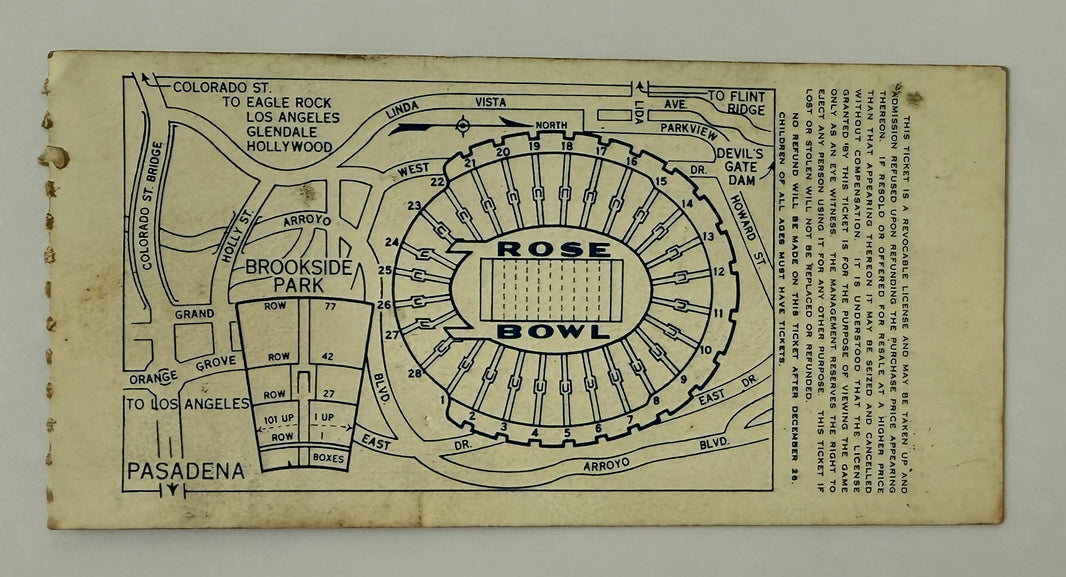 COLORADO ST.
TO EAGLE ROCK
LOS ANGELES
GLENDALE
HOLLYWOOD
LINDA
VISTA
AVE.
LIDA
TO FLINT
RIDGE
PARKVIEW
NORTH
DEVIL'S
GATE
DAM
WEST
DR.
HOWARD ST
COLORADO ST. BRIDGE
HOLLY ST
ARROYO
BROOKSIDE
PARK
GRAND
ORANGE GROVE
TO LOS ANGELES
PASADENA
ROW 77
ROW 42
ROW 27
101 UP 1 UP
ROW 1
BOXES
BLVD.
EAST
DR.
ARROYO
BLVD.
EAST DR.
ROSE
BOWL
1
2
3
4
5
6
7
8
9
10
11
12
13
14
15
16
17
18
19
20
21
22
23
24
25
26
27
28
THIS TICKET IS A REVOCABLE LICENSE AND MAY BE TAKEN UP AND
ADMISSION REFUSED UPON REFUNDING THE PURCHASE PRICE APPEARING
THEREON. IF RESOLD OR OFFERED FOR RESALE AT A HIGHER PRICE
THAN THAT APPEARING THEREON IT MAY BE SEIZED AND CANCELLED
WITHOUT COMPENSATION. IT IS UNDERSTOOD THAT THE LICENSE
GRANTED BY THIS TICKET IS FOR THE PURPOSE OF VIEWING THE GAME
ONLY AS AN EYE WITNESS. THE MANAGEMENT RESERVES THE RIGHT TO
EJECT ANY PERSON USING IT FOR ANY OTHER PURPOSE. THIS TICKET IF
LOST OR STOLEN WILL NOT BE REPLACED OR REFUNDED.
NO REFUND WILL BE MADE ON THIS TICKET AFTER DECEMBER 26.
CHILDREN OF ALL AGES MUST HAVE TICKETS.